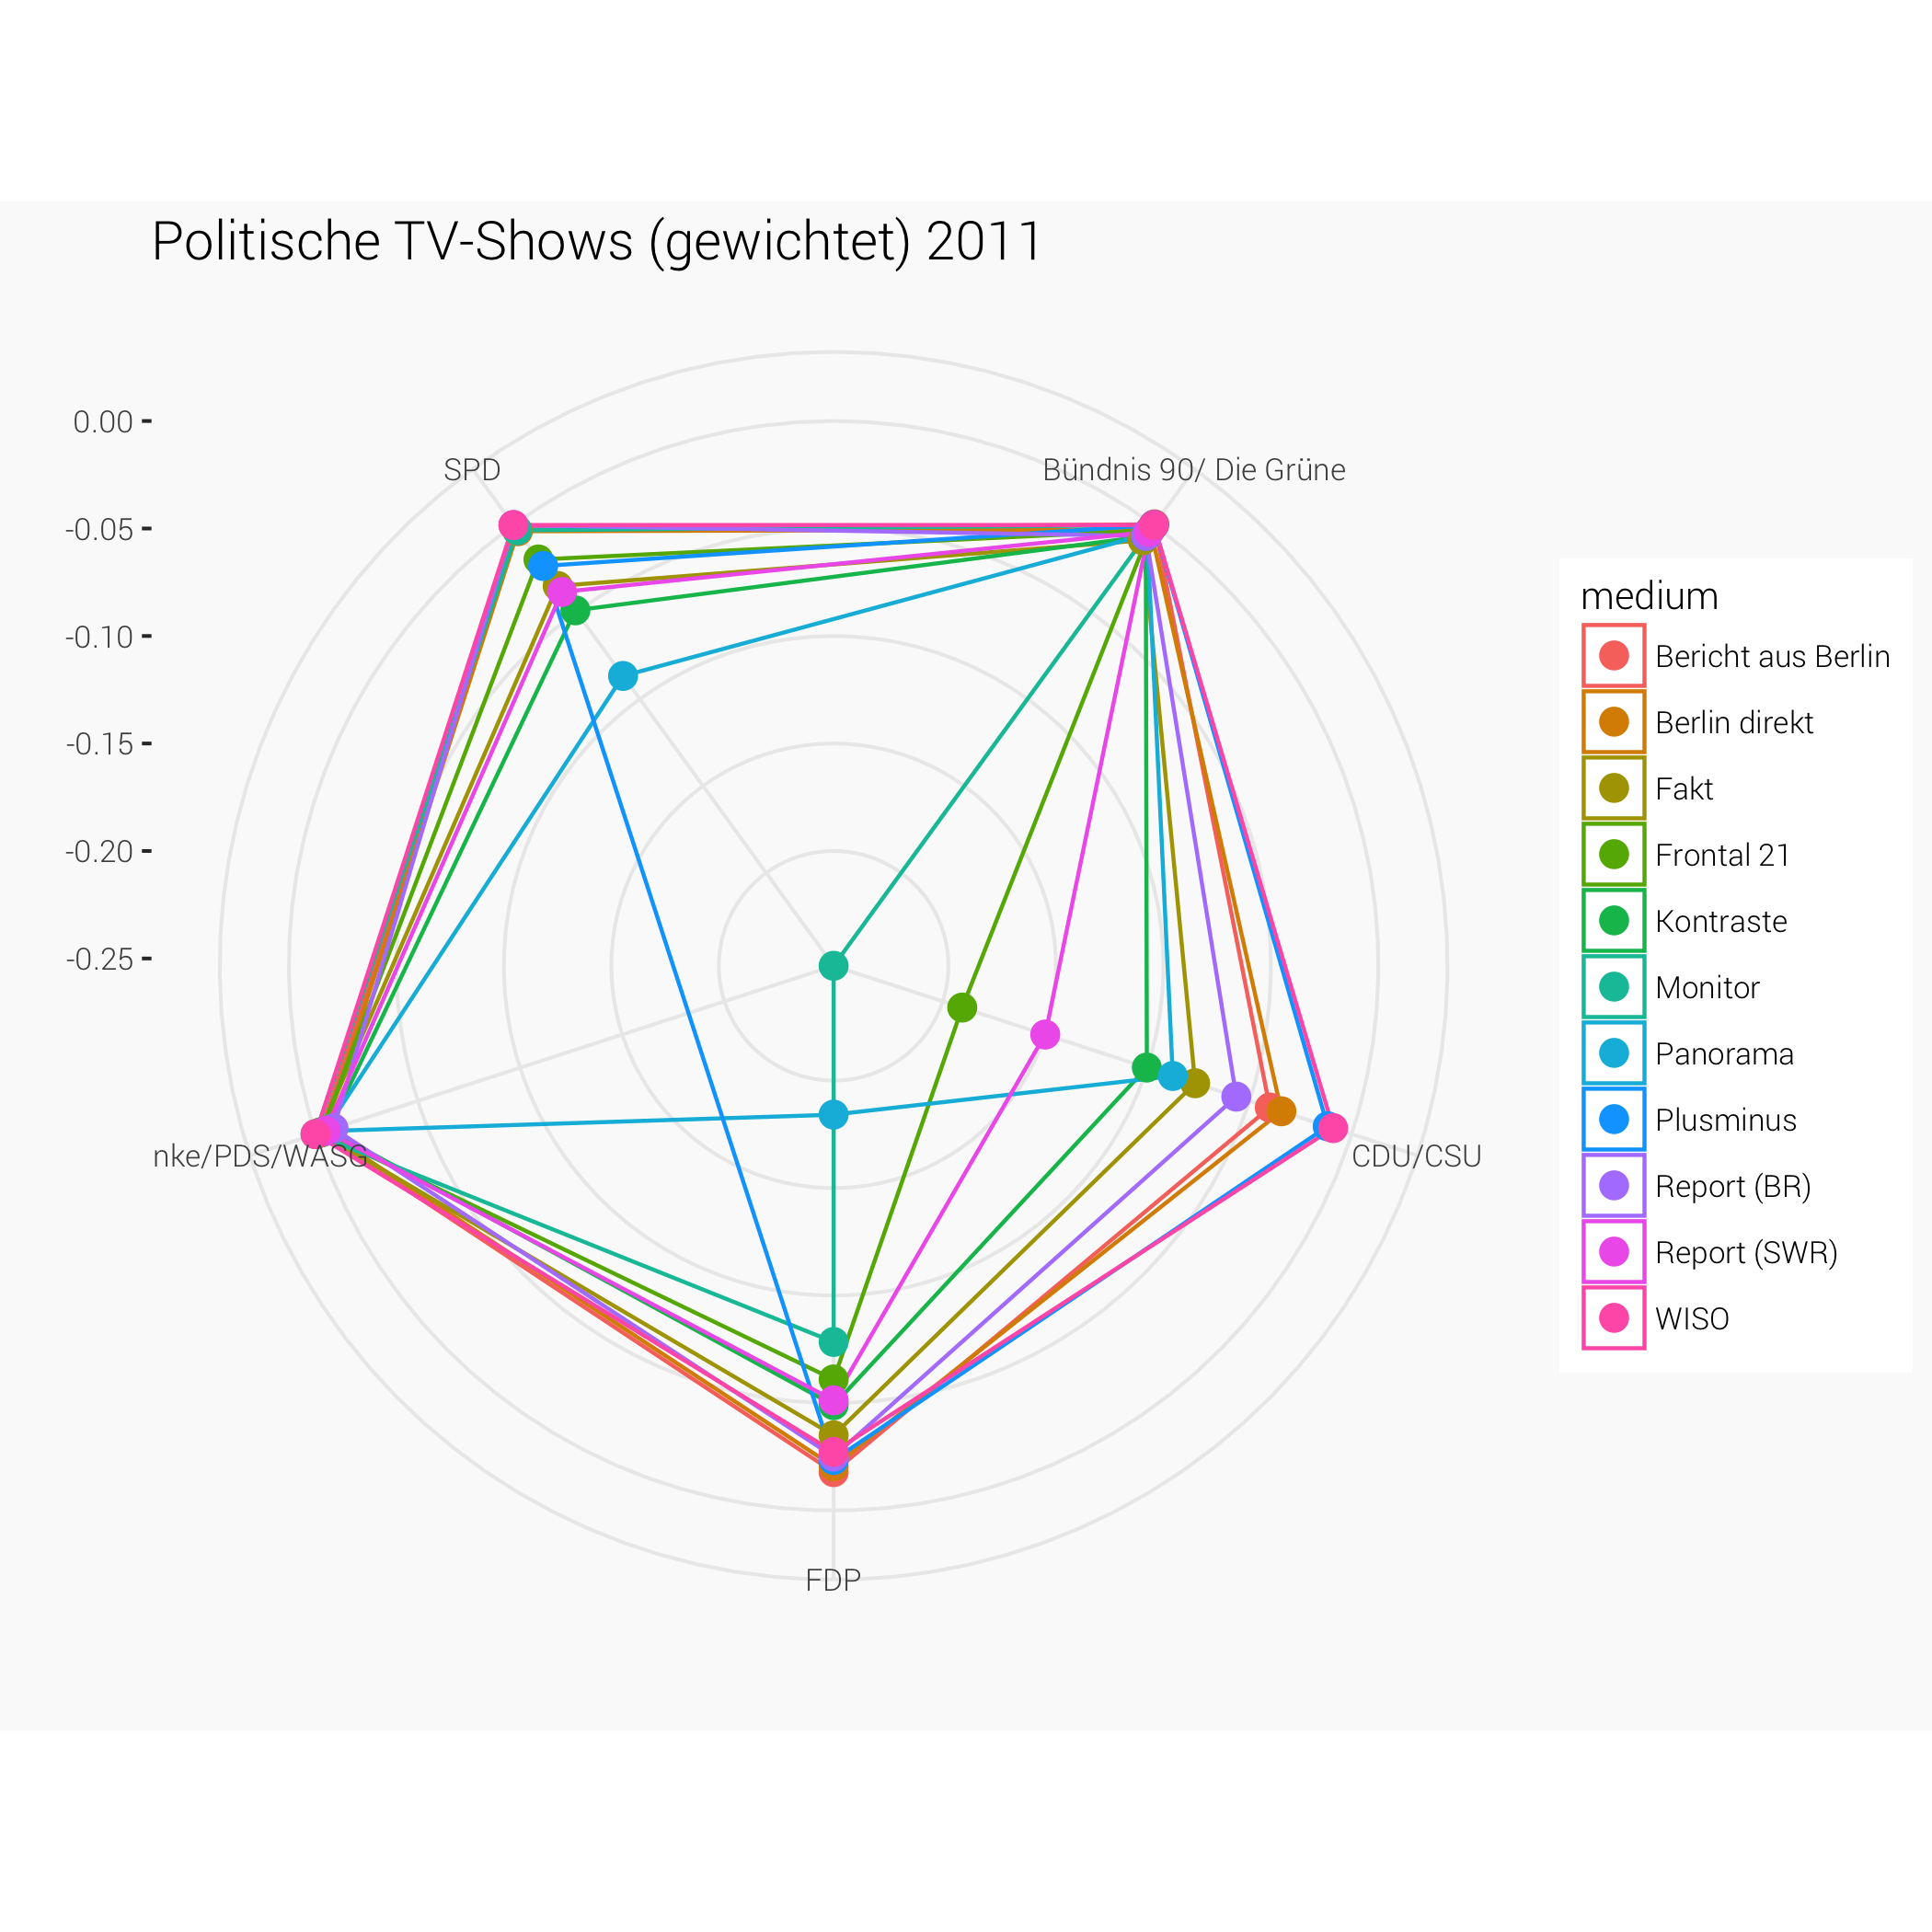 Politische TV-Shows (gewichtet) 2011
0.00
-0.05
-0.10
-0.15
-0.20
-0.25
SPD
Bündnis 90/ Die Grüne
nke/PDS/WASG
CDU/CSU
FDP
medium
Bericht aus Berlin
Berlin direkt
Fakt
Frontal 21
Kontraste
Monitor
Panorama
Plusminus
Report (BR)
Report (SWR)
WISO